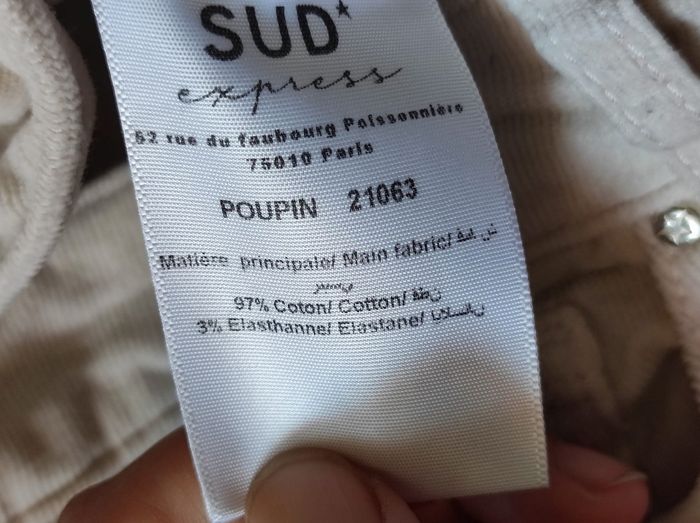 SUD★
express
62 rue du faubourg Poissonnière
75010 Paris
POUPIN 21063
Matière principale/ Main fabric/
97% Coton/ Cotton/
3% Elasthanne/ Elastane/